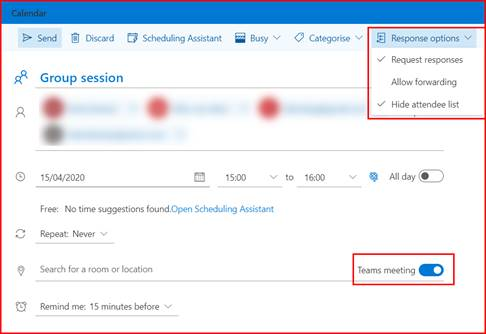 Calendar
Send Discard Scheduling Assistant Busy Categorise Response options
Request responses
Allow forwarding
Hide attendee list
Group session
15/04/2020 15:00 to 16:00 All day
Free: No time suggestions found. Open Scheduling Assistant
Repeat: Never
Search for a room or location Teams meeting
Remind me: 15 minutes before